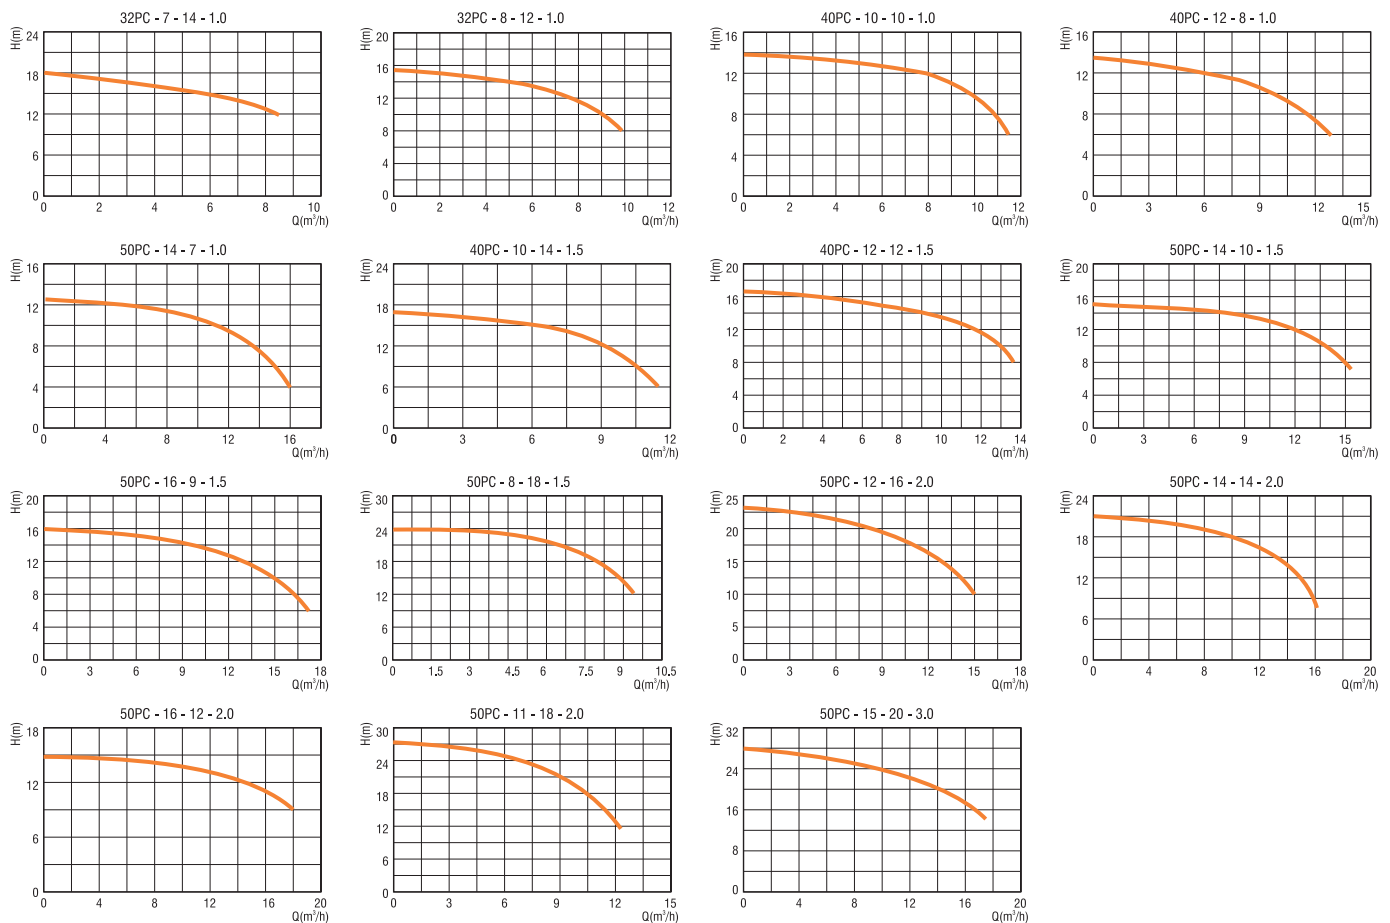 32PC - 7 - 14 - 1.0
H(m)
24
18
12
6
0
0 2 4 6 8 10
Q(m³/h)
32PC - 8 - 12 - 1.0
H(m)
20
16
12
8
4
0
0 2 4 6 8 10 12
Q(m³/h)
40PC - 10 - 10 - 1.0
H(m)
16
12
8
4
0
0 2 4 6 8 10 12
Q(m³/h)
40PC - 12 - 8 - 1.0
H(m)
16
12
8
4
0
0 3 6 9 12 15
Q(m³/h)
50PC - 14 - 7 - 1.0
H(m)
16
12
8
4
0
0 4 8 12 16
Q(m³/h)
40PC - 10 - 14 - 1.5
H(m)
24
18
12
6
0
0 3 6 9 12
Q(m³/h)
40PC - 12 - 12 - 1.5
H(m)
20
16
12
8
4
0
0 2 4 6 8 10 12 14
Q(m³/h)
50PC - 14 - 10 - 1.5
H(m)
20
16
12
8
4
0
0 3 6 9 12 15
Q(m³/h)
50PC - 16 - 9 - 1.5
H(m)
20
16
12
8
4
0
0 3 6 9 12 15 18
Q(m³/h)
50PC - 8 - 18 - 1.5
H(m)
30
24
18
12
6
0
0 1.5 3 4.5 6 7.5 9 10.5
Q(m³/h)
50PC - 12 - 16 - 2.0
H(m)
25
20
15
10
5
0
0 3 6 9 12 15 18
Q(m³/h)
50PC - 14 - 14 - 2.0
H(m)
24
18
12
6
0
0 4 8 12 16 20
Q(m³/h)
50PC - 16 - 12 - 2.0
H(m)
18
12
6
0
0 4 8 12 16 20
Q(m³/h)
50PC - 11 - 18 - 2.0
H(m)
30
24
18
12
6
0
0 3 6 9 12 15
Q(m³/h)
50PC - 15 - 20 - 3.0
H(m)
32
24
16
8
0
0 4 8 12 16 20
Q(m³/h)